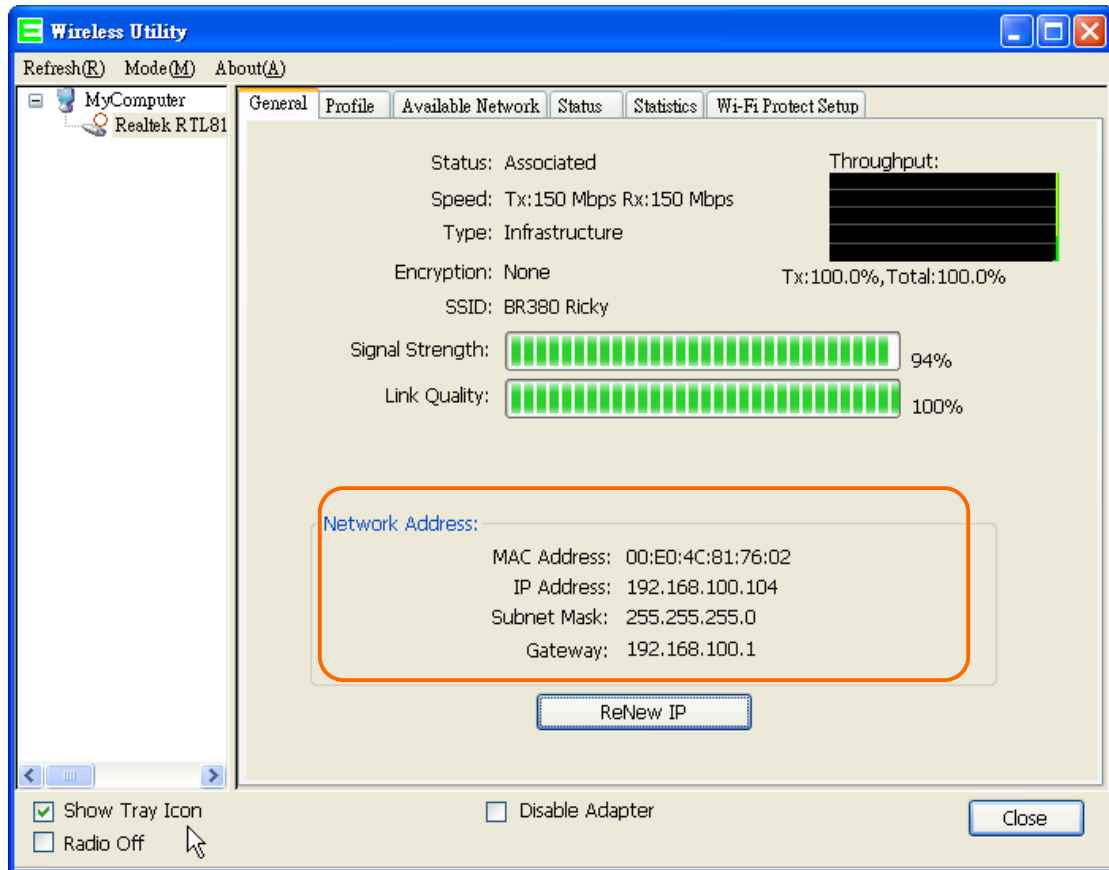 Wireless Utility
Refresh(R) Mode(M) About(A)
MyComputer
Realtek RTL81
General Profile Available Network Status Statistics Wi-Fi Protect Setup
Status: Associated
Speed: Tx:150 Mbps Rx:150 Mbps
Type: Infrastructure
Encryption: None
SSID: BR380 Ricky
Signal Strength: 94%
Link Quality: 100%
Throughput:
Tx:100.0%,Total:100.0%
Network Address:
MAC Address: 00:E0:4C:81:76:02
IP Address: 192.168.100.104
Subnet Mask: 255.255.255.0
Gateway: 192.168.100.1
ReNew IP
Show Tray Icon
Radio Off
Disable Adapter
Close